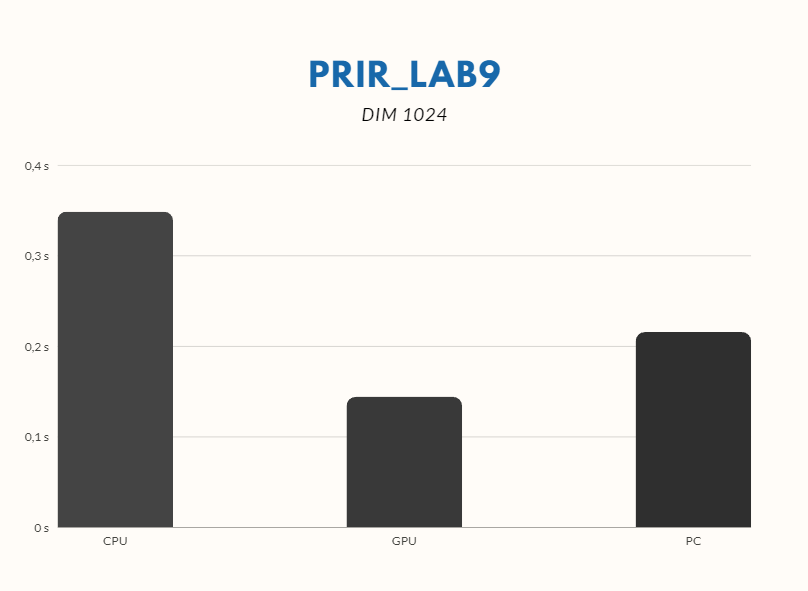 PRIR_LAB9
DIM 1024
0,4 s
0,3 s
0,2 s
0,1 s
0 s
CPU
GPU
PC